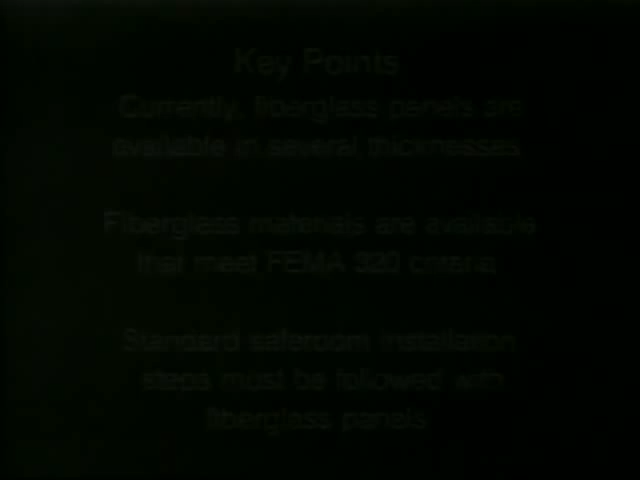 Key Points
Currently, fiberglass panels are
available in several thicknesses
Fiberglass materials are available
that meet FEMA 320 criteria
Standard saferoom installation
steps must be followed with
fiberglass panels